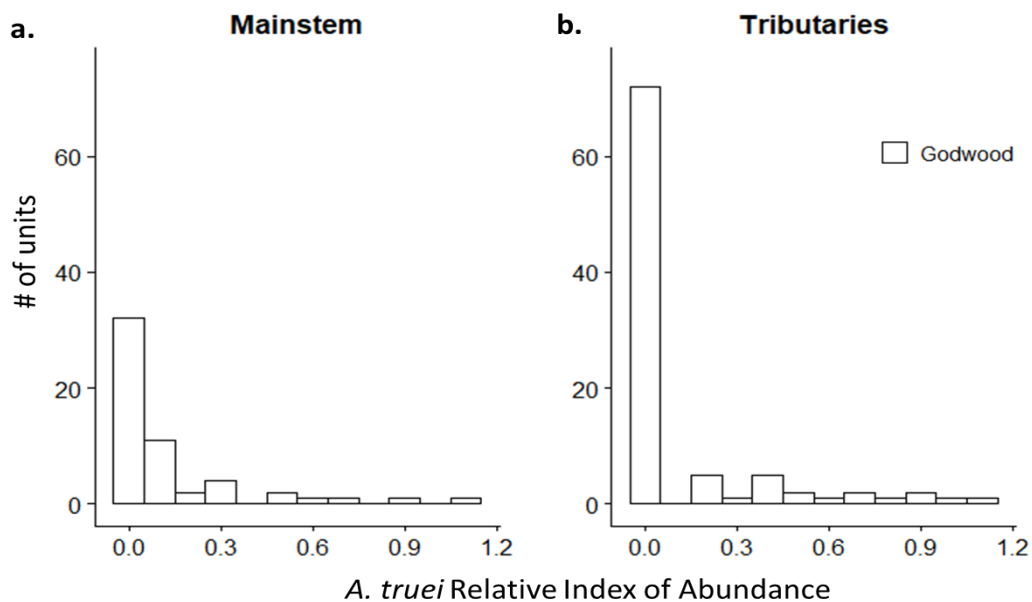 a.
Mainstem
b.
Tributaries
# of units
60
40
20
0
0.0 0.3 0.6 0.9 1.2
60
40
20
0
0.0 0.3 0.6 0.9 1.2
Godwood
A. truei Relative Index of Abundance